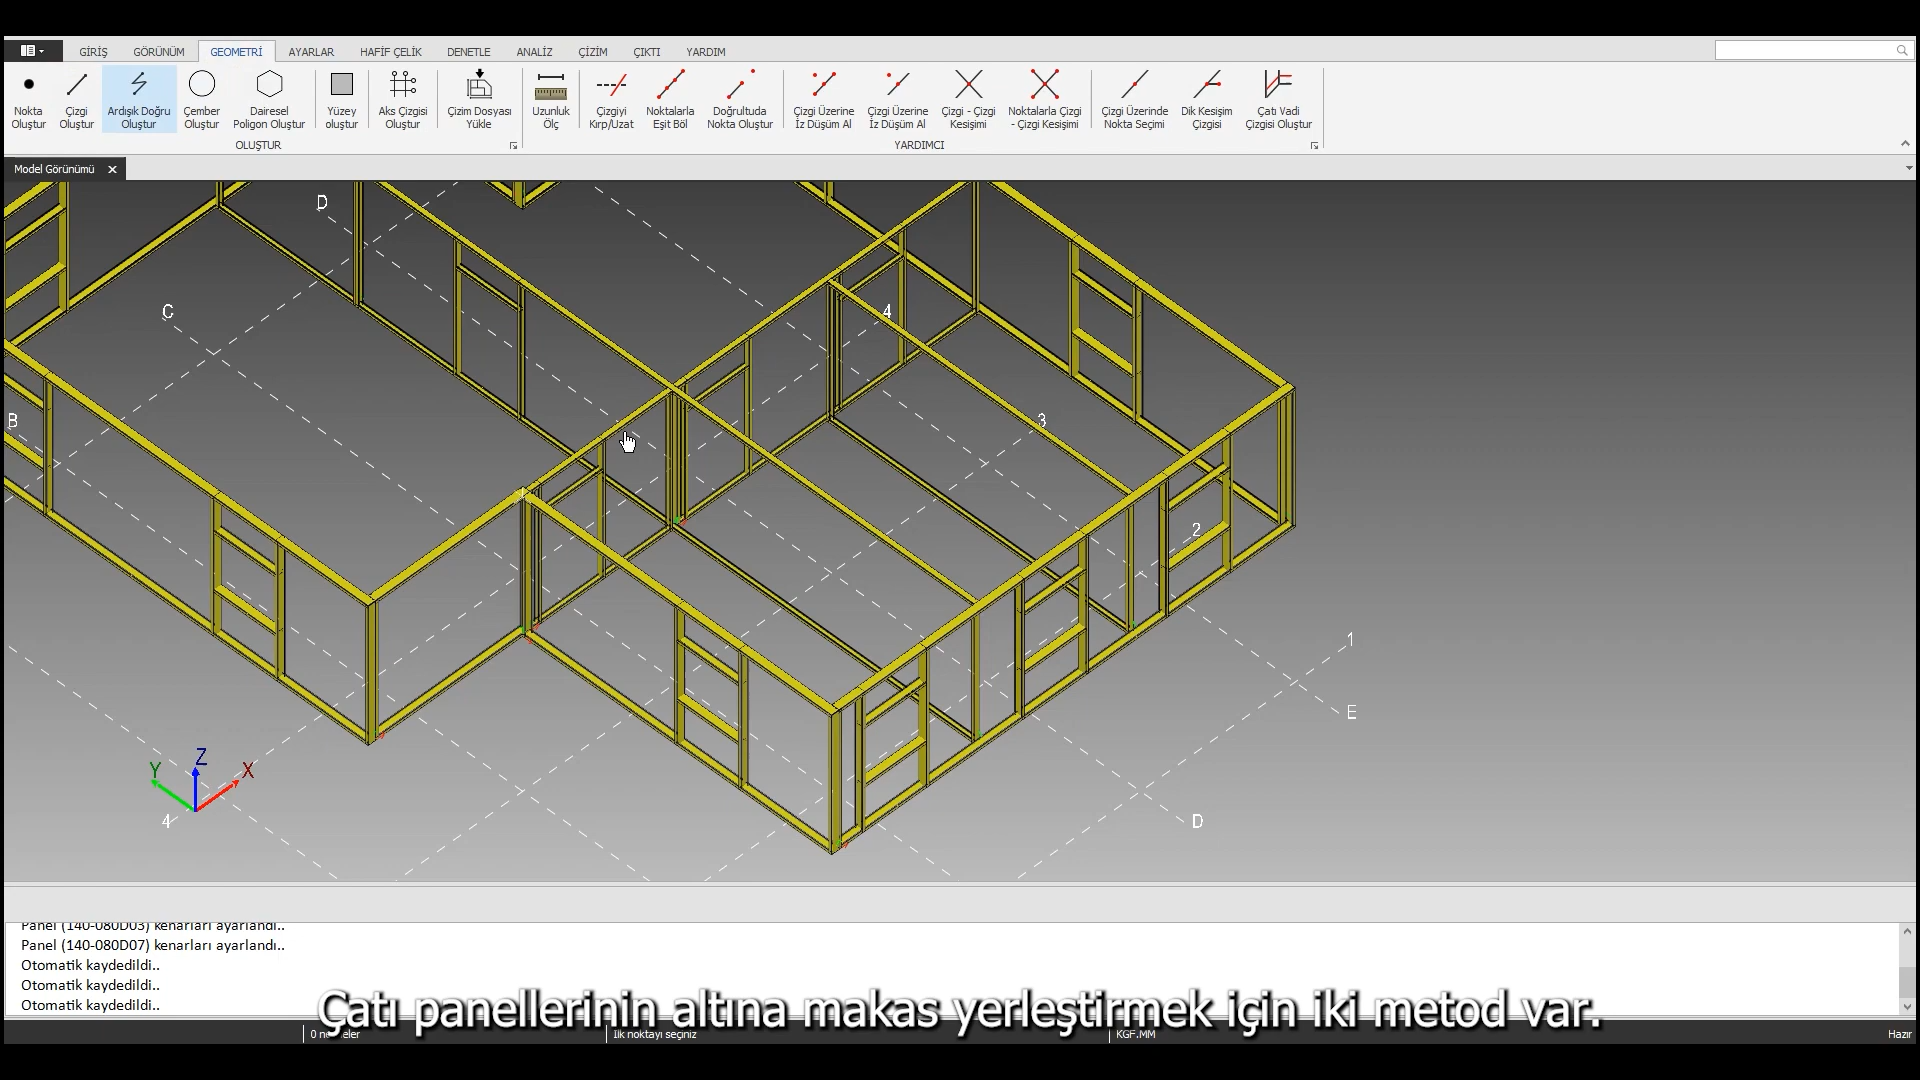 GİRİŞ GÖRÜNÜM GEOMETRİ AYARLAR HAFİF ÇELİK DENETLE ANALİZ ÇİZİM ÇIKTI YARDIM
Nokta Oluştur
Çizgi Oluştur
Ardışık Doğru Oluştur
Çember Oluştur
Dairesel Poligon Oluştur
Yüzey oluştur
Aks Çizgisi Oluştur
Çizim Dosyası Yükle
Uzunluk Ölç
Çizgiyi Kırp/Uzat
Noktalarla Eşit Böl
Doğrultuda Nokta Oluştur
Çizgi Üzerine İz Düşüm Al
Çizgi Üzerine İz Düşüm Al
Çizgi - Çizgi Kesişimi
Noktalarla Çizgi - Çizgi Kesişimi
Çizgi Üzerinde Nokta Seçimi
Dik Kesişim Çizgisi
Çatı Vadi Çizgisi Oluştur
OLUŞTUR YARDIMCI
Model Görünümü
D
C
4
B
3
2
1
E
Z
Y X
4
D
Panel (140-080D03) kenarları ayarlandı..
Panel (140-080D07) kenarları ayarlandı..
Otomatik kaydedildi..
Otomatik kaydedildi..
Otomatik kaydedildi..
Çatı panellerinin altına makas yerleştirmek için iki metod var.
İlk noktayı seçiniz KGF.MM Hazır